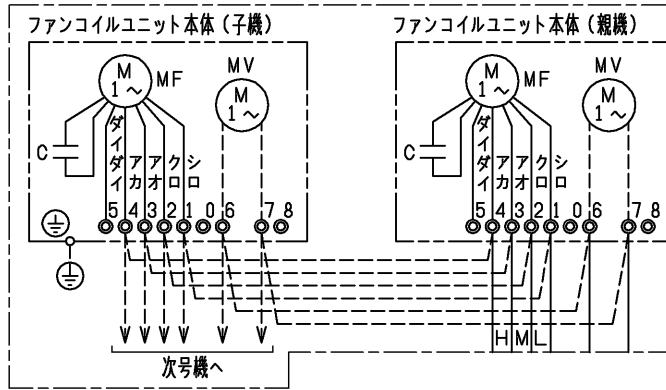 ファンコイルユニット本体（子機）
ファンコイルユニット本体（親機）
M
1～
MF
MV
M
1～
C
ダイダイ
アカ
アオ
クロ
シロ
5 4 3 2 1 0 6 7 8
M
1～
MF
MV
M
1～
C
ダイダイ
アカ
アオ
クロ
シロ
5 4 3 2 1 0 6 7 8
H M L
次号機へ